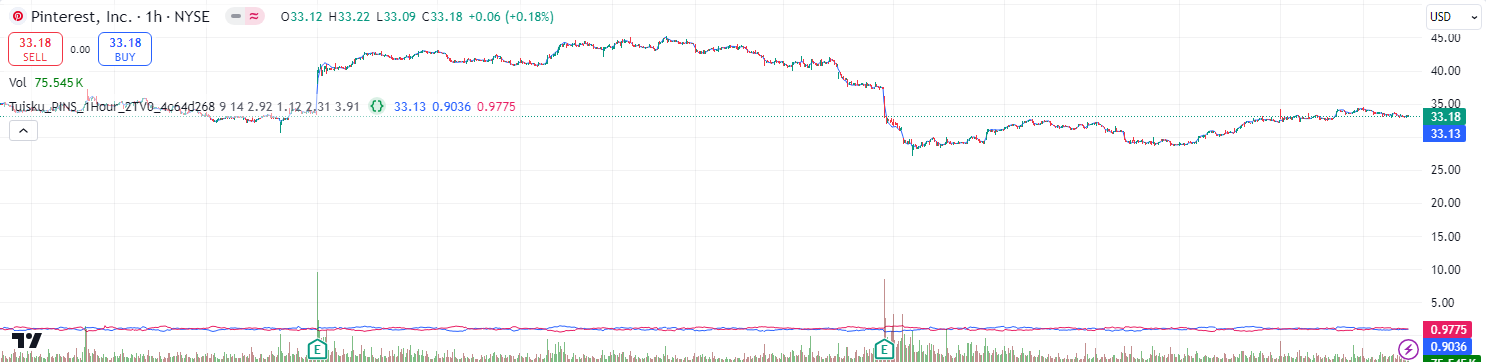 Pinterest, Inc. · 1h · NYSE O33.12 H33.22 L33.09 C33.18 +0.06 (+0.18%)
USD
33.18 SELL 0.00 33.18 BUY
Vol 75.545 K
Tuisku_PINS_1Hour_2TV0_4c64d268 9 14 2.92 1.12 2.31 3.91 {} 33.13 0.9036 0.9775
45.00
40.00
35.00
33.18
33.13
25.00
20.00
15.00
10.00
5.00
0.9775
0.9036
75.545 K
E
E